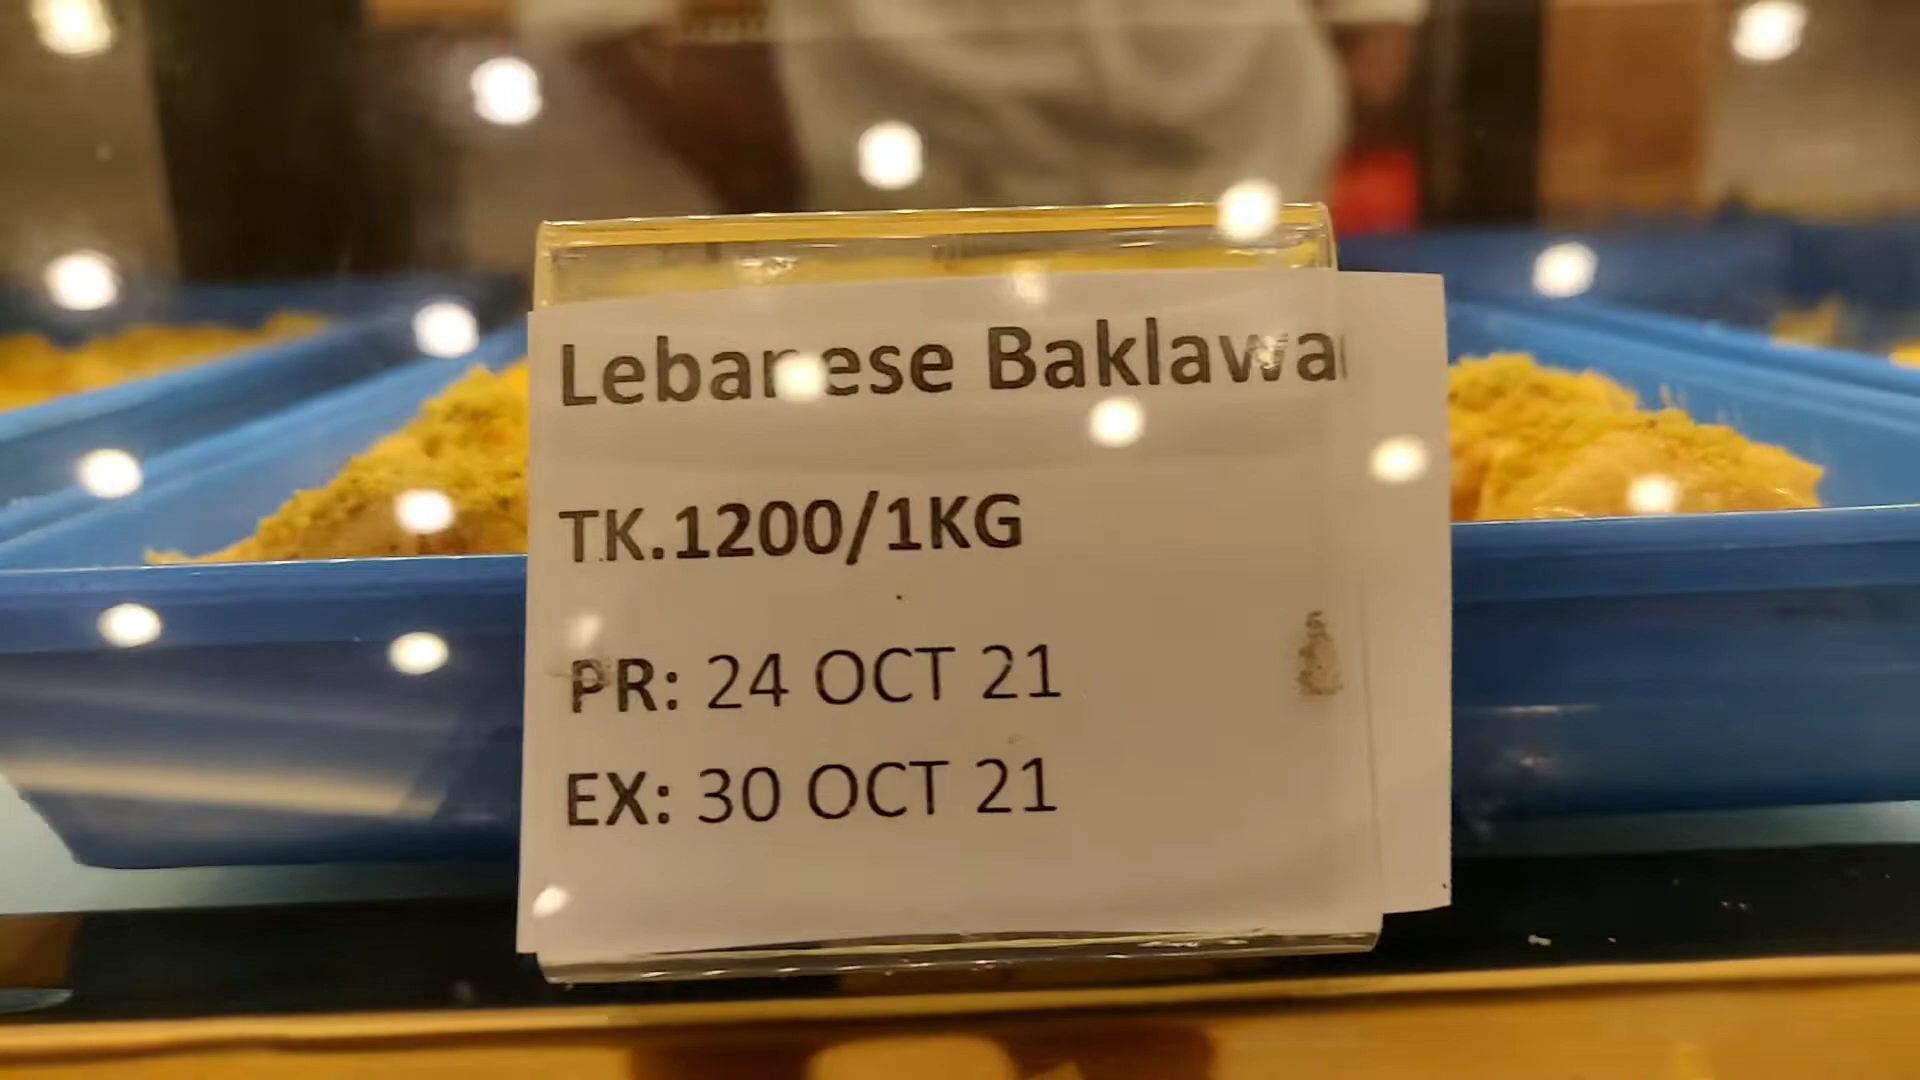 Lebanese Baklawa
TK.1200/1KG
PR: 24 OCT 21
EX: 30 OCT 21